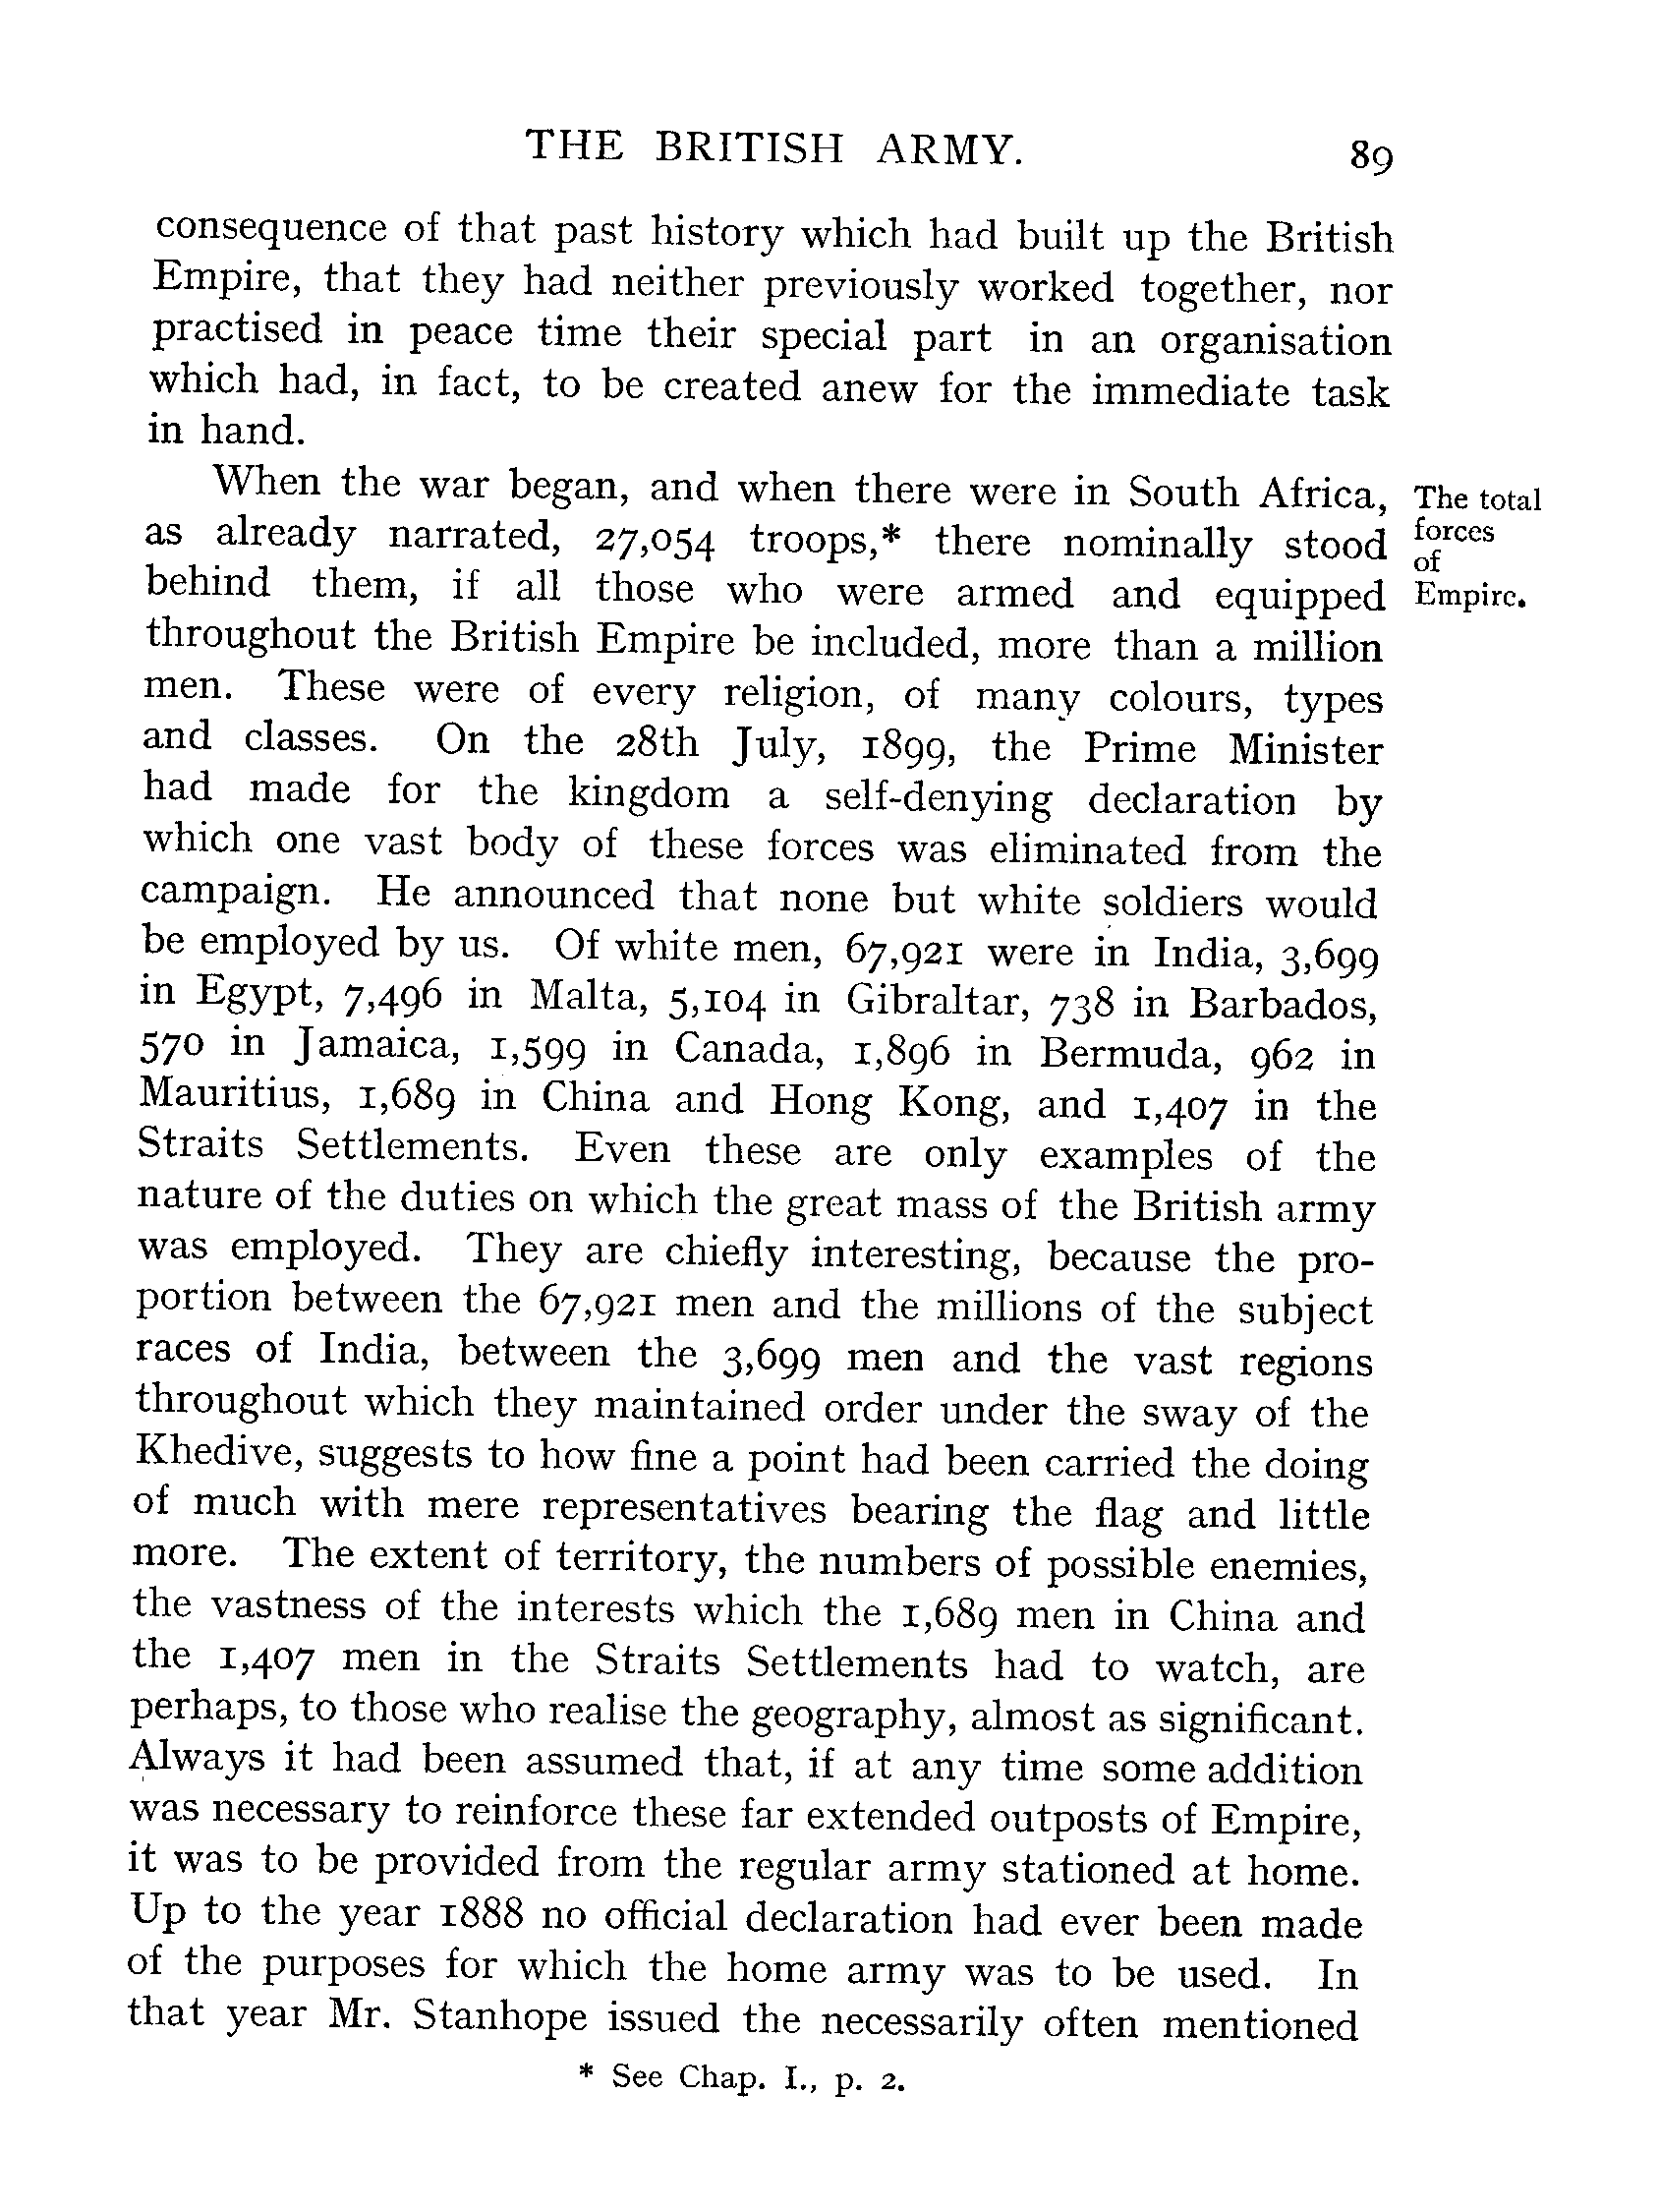 THE BRITISH ARMY. 89
consequence of that past history which had built up the British
Empire, that they had neither previously worked together, nor
practised in peace time their special part in an organisation
which had, in fact, to be created anew for the immediate task
in hand.
When the war began, and when there were in South Africa,
as already narrated, 27,054 troops,* there nominally stood
behind them, if all those who were armed and equipped
throughout the British Empire be included, more than a million
men. These were of every religion, of many colours, types
and classes. On the 28th July, 1899, the Prime Minister
had made for the kingdom a self-denying declaration by
which one vast body of these forces was eliminated from the
campaign. He announced that none but white soldiers would
be employed by us. Of white men, 67,921 were in India, 3,699
in Egypt, 7,496 in Malta, 5,104 in Gibraltar, 738 in Barbados,
570 in Jamaica, 1,599 in Canada, 1,896 in Bermuda, 962 in
Mauritius, 1,689 in China and Hong Kong, and 1,407 in the
Straits Settlements. Even these are only examples of the
nature of the duties on which the great mass of the British army
was employed. They are chiefly interesting, because the pro-
portion between the 67,921 men and the millions of the subject
races of India, between the 3,699 men and the vast regions
throughout which they maintained order under the sway of the
Khedive, suggests to how fine a point had been carried the doing
of much with mere representatives bearing the flag and little
more. The extent of territory, the numbers of possible enemies,
the vastness of the interests which the 1,689 men in China and
the 1,407 men in the Straits Settlements had to watch, are
perhaps, to those who realise the geography, almost as significant.
Always it had been assumed that, if at any time some addition
was necessary to reinforce these far extended outposts of Empire,
it was to be provided from the regular army stationed at home.
Up to the year 1888 no official declaration had ever been made
of the purposes for which the home army was to be used. In
that year Mr. Stanhope issued the necessarily often mentioned
The total
forces
of
Empire.
* See Chap. I., p. 2.